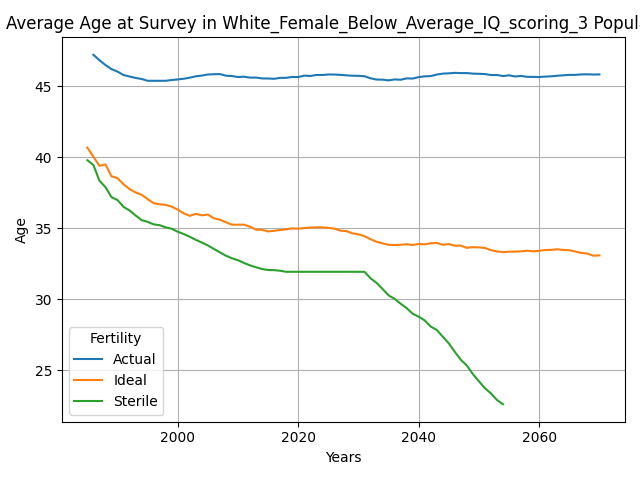 Average Age at Survey in White_Female_Below_Average_IQ_scoring_3 Popul
45
40
35
30
25
Age
Fertility
Actual
Ideal
Sterile
2000 2020 2040 2060
Years